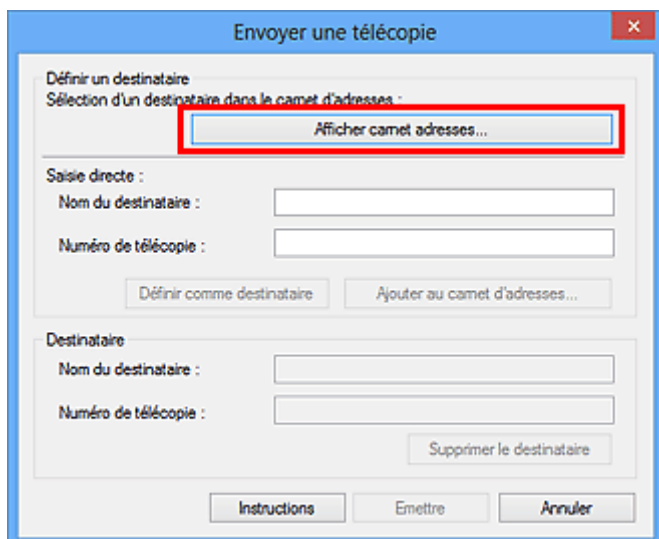 Envoyer une télécopie
Définir un destinataire
Sélection d'un destinataire dans le carnet d'adresses :
Afficher carnet adresses...
Saisie directe :
Nom du destinataire :
Numéro de télécopie :
Définir comme destinataire
Ajouter au carnet d'adresses...
Destinataire
Nom du destinataire :
Numéro de télécopie :
Supprimer le destinataire
Instructions
Emettre
Annuler